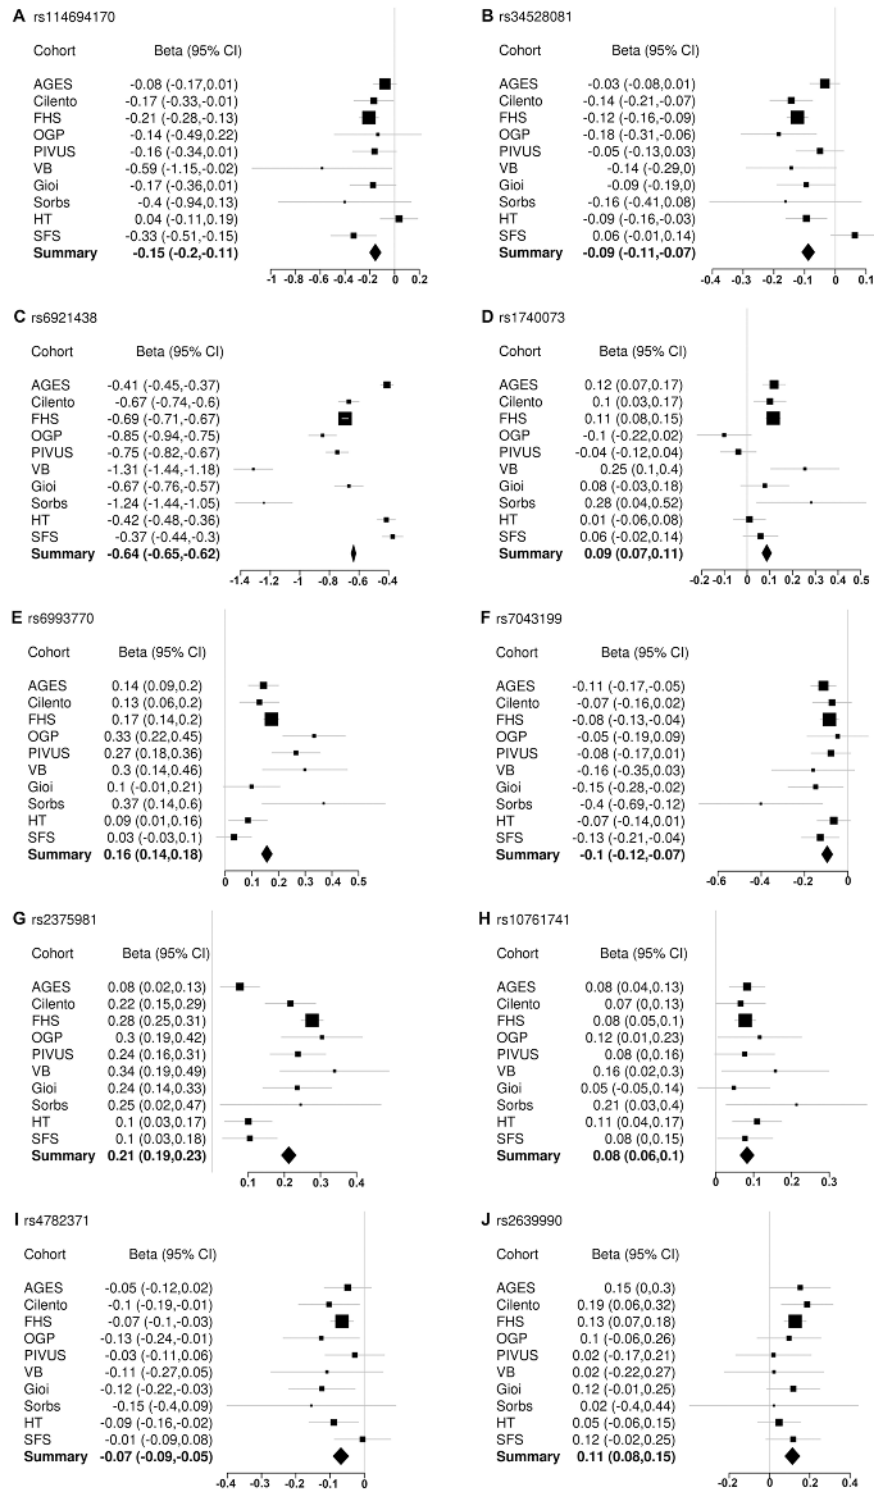 A rs114694170
Cohort Beta (95% CI)
AGES -0.08 (-0.17,0.01)
Cilento -0.17 (-0.33,-0.01)
FHS -0.21 (-0.28,-0.13)
OGP -0.14 (-0.49,0.22)
PIVUS -0.16 (-0.34,0.01)
VB -0.59 (-1.15,-0.02)
Gioi -0.17 (-0.36,0.01)
Sorbs -0.4 (-0.94,0.13)
HT 0.04 (-0.11,0.19)
SFS -0.33 (-0.51,-0.15)
Summary -0.15 (-0.2,-0.11)
-1 -0.8 -0.6 -0.4 -0.2 0 0.2
B rs34528081
Cohort Beta (95% CI)
AGES -0.03 (-0.08,0.01)
Cilento -0.14 (-0.21,-0.07)
FHS -0.12 (-0.16,-0.09)
OGP -0.18 (-0.31,-0.06)
PIVUS -0.05 (-0.13,0.03)
VB -0.14 (-0.29,0)
Gioi -0.09 (-0.19,0)
Sorbs -0.16 (-0.41,0.08)
HT -0.09 (-0.16,-0.03)
SFS 0.06 (-0.01,0.14)
Summary -0.09 (-0.11,-0.07)
-0.4 -0.3 -0.2 -0.1 0 0.1
C rs6921438
Cohort Beta (95% CI)
AGES -0.41 (-0.45,-0.37)
Cilento -0.67 (-0.74,-0.6)
FHS -0.69 (-0.71,-0.67)
OGP -0.85 (-0.94,-0.75)
PIVUS -0.75 (-0.82,-0.67)
VB -1.31 (-1.44,-1.18)
Gioi -0.67 (-0.76,-0.57)
Sorbs -1.24 (-1.44,-1.05)
HT -0.42 (-0.48,-0.36)
SFS -0.37 (-0.44,-0.3)
Summary -0.64 (-0.65,-0.62)
-1.4 -1.2 -1 -0.8 -0.6 -0.4
D rs1740073
Cohort Beta (95% CI)
AGES 0.12 (0.07,0.17)
Cilento 0.1 (0.03,0.17)
FHS 0.11 (0.08,0.15)
OGP -0.1 (-0.22,0.02)
PIVUS -0.04 (-0.12,0.04)
VB 0.25 (0.1,0.4)
Gioi 0.08 (-0.03,0.18)
Sorbs 0.28 (0.04,0.52)
HT 0.01 (-0.06,0.08)
SFS 0.06 (-0.02,0.14)
Summary 0.09 (0.07,0.11)
-0.2 -0.1 0 0.1 0.2 0.3 0.4 0.5
E rs6993770
Cohort Beta (95% CI)
AGES 0.14 (0.09,0.2)
Cilento 0.13 (0.06,0.2)
FHS 0.17 (0.14,0.2)
OGP 0.33 (0.22,0.45)
PIVUS 0.27 (0.18,0.36)
VB 0.3 (0.14,0.46)
Gioi 0.1 (-0.01,0.21)
Sorbs 0.37 (0.14,0.6)
HT 0.09 (0.01,0.16)
SFS 0.03 (-0.03,0.1)
Summary 0.16 (0.14,0.18)
0 0.1 0.2 0.3 0.4 0.5
F rs7043199
Cohort Beta (95% CI)
AGES -0.11 (-0.17,-0.05)
Cilento -0.07 (-0.16,0.02)
FHS -0.08 (-0.13,-0.04)
OGP -0.05 (-0.19,0.09)
PIVUS -0.08 (-0.17,0.01)
VB -0.16 (-0.35,0.03)
Gioi -0.15 (-0.28,-0.02)
Sorbs -0.4 (-0.69,-0.12)
HT -0.07 (-0.14,0.01)
SFS -0.13 (-0.21,-0.04)
Summary -0.1 (-0.12,-0.07)
-0.6 -0.4 -0.2 0
G rs2375981
Cohort Beta (95% CI)
AGES 0.08 (0.02,0.13)
Cilento 0.22 (0.15,0.29)
FHS 0.28 (0.25,0.31)
OGP 0.3 (0.19,0.42)
PIVUS 0.24 (0.16,0.31)
VB 0.34 (0.19,0.49)
Gioi 0.24 (0.14,0.33)
Sorbs 0.25 (0.02,0.47)
HT 0.1 (0.03,0.17)
SFS 0.1 (0.03,0.18)
Summary 0.21 (0.19,0.23)
0.1 0.2 0.3 0.4
H rs10761741
Cohort Beta (95% CI)
AGES 0.08 (0.04,0.13)
Cilento 0.07 (0,0.13)
FHS 0.08 (0.05,0.1)
OGP 0.12 (0.01,0.23)
PIVUS 0.08 (0,0.16)
VB 0.16 (0.02,0.3)
Gioi 0.05 (-0.05,0.14)
Sorbs 0.21 (0.03,0.4)
HT 0.11 (0.04,0.17)
SFS 0.08 (0,0.15)
Summary 0.08 (0.06,0.1)
0 0.1 0.2 0.3
I rs4782371
Cohort Beta (95% CI)
AGES -0.05 (-0.12,0.02)
Cilento -0.1 (-0.19,-0.01)
FHS -0.07 (-0.1,-0.03)
OGP -0.13 (-0.24,-0.01)
PIVUS -0.03 (-0.11,0.06)
VB -0.11 (-0.27,0.05)
Gioi -0.12 (-0.22,-0.03)
Sorbs -0.15 (-0.4,0.09)
HT -0.09 (-0.16,-0.02)
SFS -0.01 (-0.09,0.08)
Summary -0.07 (-0.09,-0.05)
-0.4 -0.3 -0.2 -0.1 0
J rs2639990
Cohort Beta (95% CI)
AGES 0.15 (0,0.3)
Cilento 0.19 (0.06,0.32)
FHS 0.13 (0.07,0.18)
OGP 0.1 (-0.06,0.26)
PIVUS 0.02 (-0.17,0.21)
VB 0.02 (-0.22,0.27)
Gioi 0.12 (-0.01,0.25)
Sorbs 0.02 (-0.4,0.44)
HT 0.05 (-0.06,0.15)
SFS 0.12 (-0.02,0.25)
Summary 0.11 (0.08,0.15)
-0.2 0 0.2 0.4